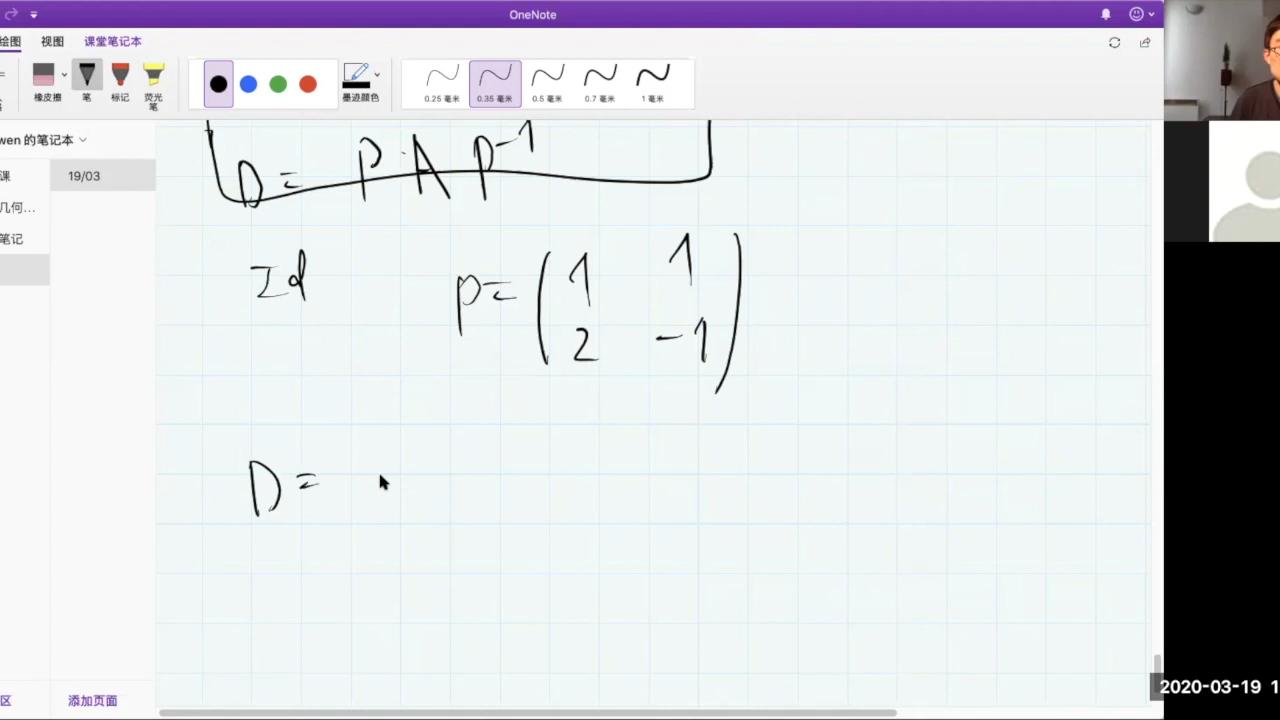 OneNote
绘图 视图 课堂笔记本
橡皮擦 笔 标记 荧光笔 墨迹颜色 0.25 毫米 0.35 毫米 0.5 毫米 0.7 毫米 1 毫米
wen 的笔记本
课 19/03
几何...
笔记
D = P · A P⁻¹
Id P = ( 1 1
2 -1 )
D =
区 添加页面
2020-03-19 1